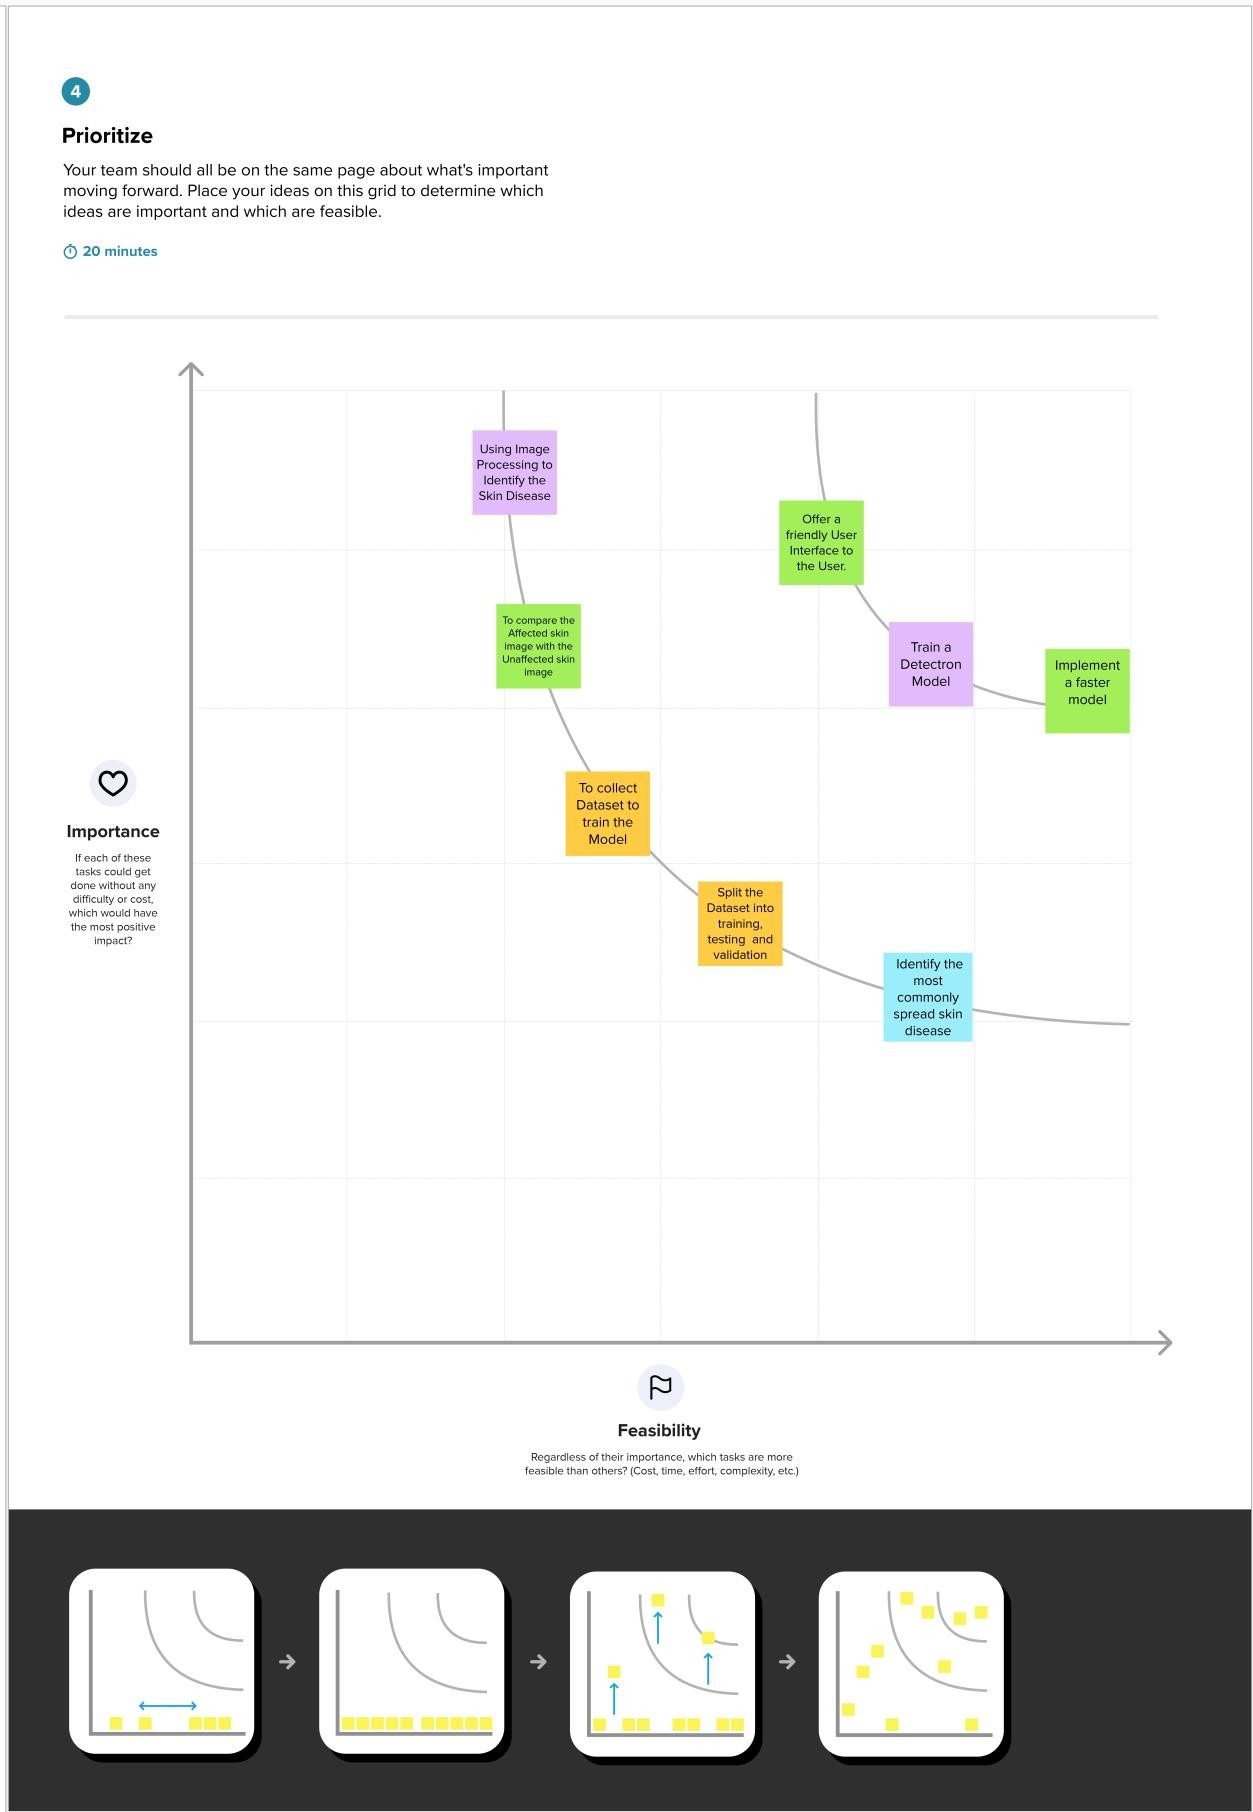 4
Prioritize
Your team should all be on the same page about what's important
moving forward. Place your ideas on this grid to determine which
ideas are important and which are feasible.
20 minutes
Using Image
Processing to
Identify the
Skin Disease
Offer a
friendly User
Interface to
the User.
To compare the
Affected skin
image with the
Unaffected skin
image
Train a
Detectron
Model
Implement
a faster
model
To collect
Dataset to
train the
Model
Split the
Dataset into
training,
testing  and
validation
Identify the
most
commonly
spread skin
disease
Importance
If each of these
tasks could get
done without any
difficulty or cost,
which would have
the most positive
impact?
Feasibility
Regardless of their importance, which tasks are more
feasible than others? (Cost, time, effort, complexity, etc.)